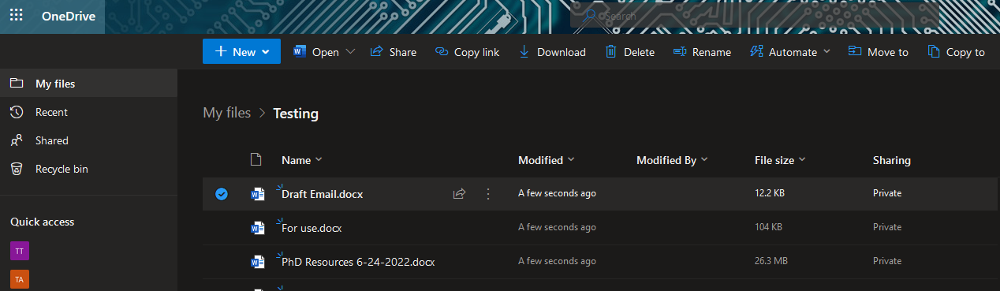 OneDrive
Search
New Open Share Copy link Download Delete Rename Automate Move to Copy to
My files
Recent
Shared
Recycle bin
Quick access
TT
TA
My files > Testing
Name Modified Modified By File size Sharing
Draft Email.docx A few seconds ago 12.2 KB Private
For use.docx A few seconds ago 104 KB Private
PhD Resources 6-24-2022.docx A few seconds ago 26.3 MB Private